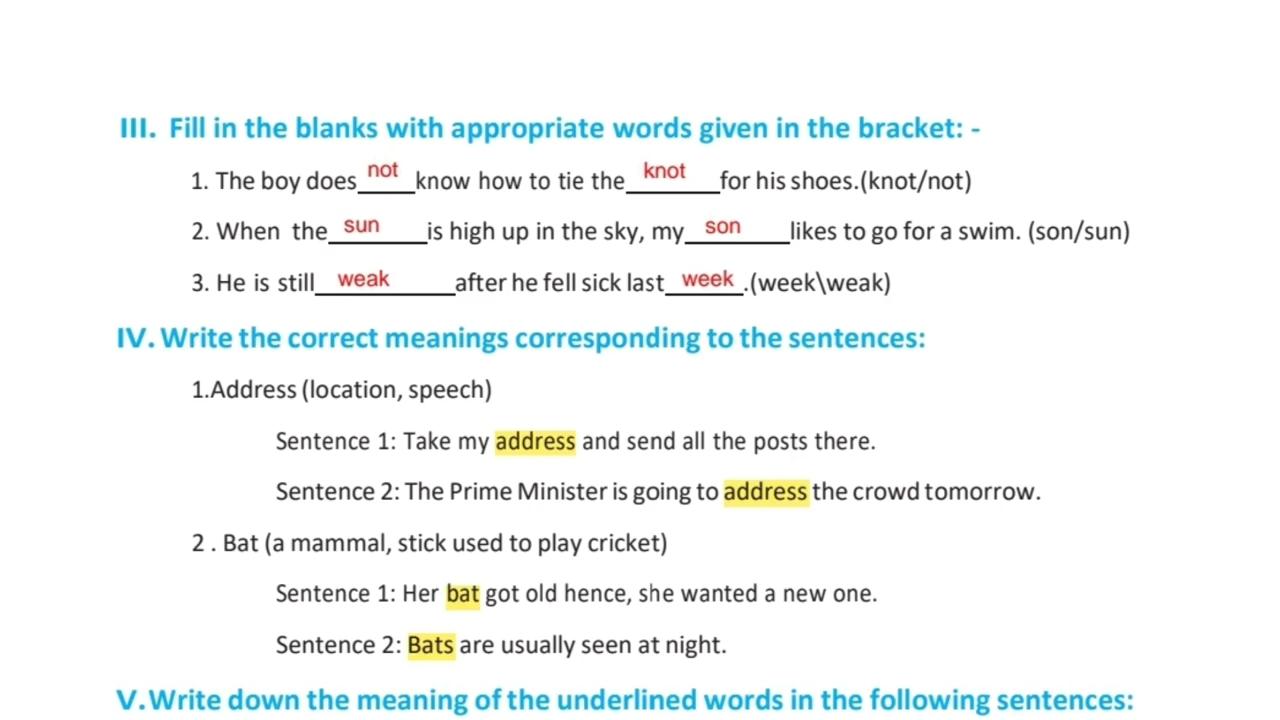 III. Fill in the blanks with appropriate words given in the bracket: -
1. The boy does not know how to tie the knot for his shoes.(knot/not)
2. When the sun is high up in the sky, my son likes to go for a swim. (son/sun)
3. He is still weak after he fell sick last week.(week\weak)
IV. Write the correct meanings corresponding to the sentences:
1.Address (location, speech)
Sentence 1: Take my address and send all the posts there.
Sentence 2: The Prime Minister is going to address the crowd tomorrow.
2 . Bat (a mammal, stick used to play cricket)
Sentence 1: Her bat got old hence, she wanted a new one.
Sentence 2: Bats are usually seen at night.
V.Write down the meaning of the underlined words in the following sentences: